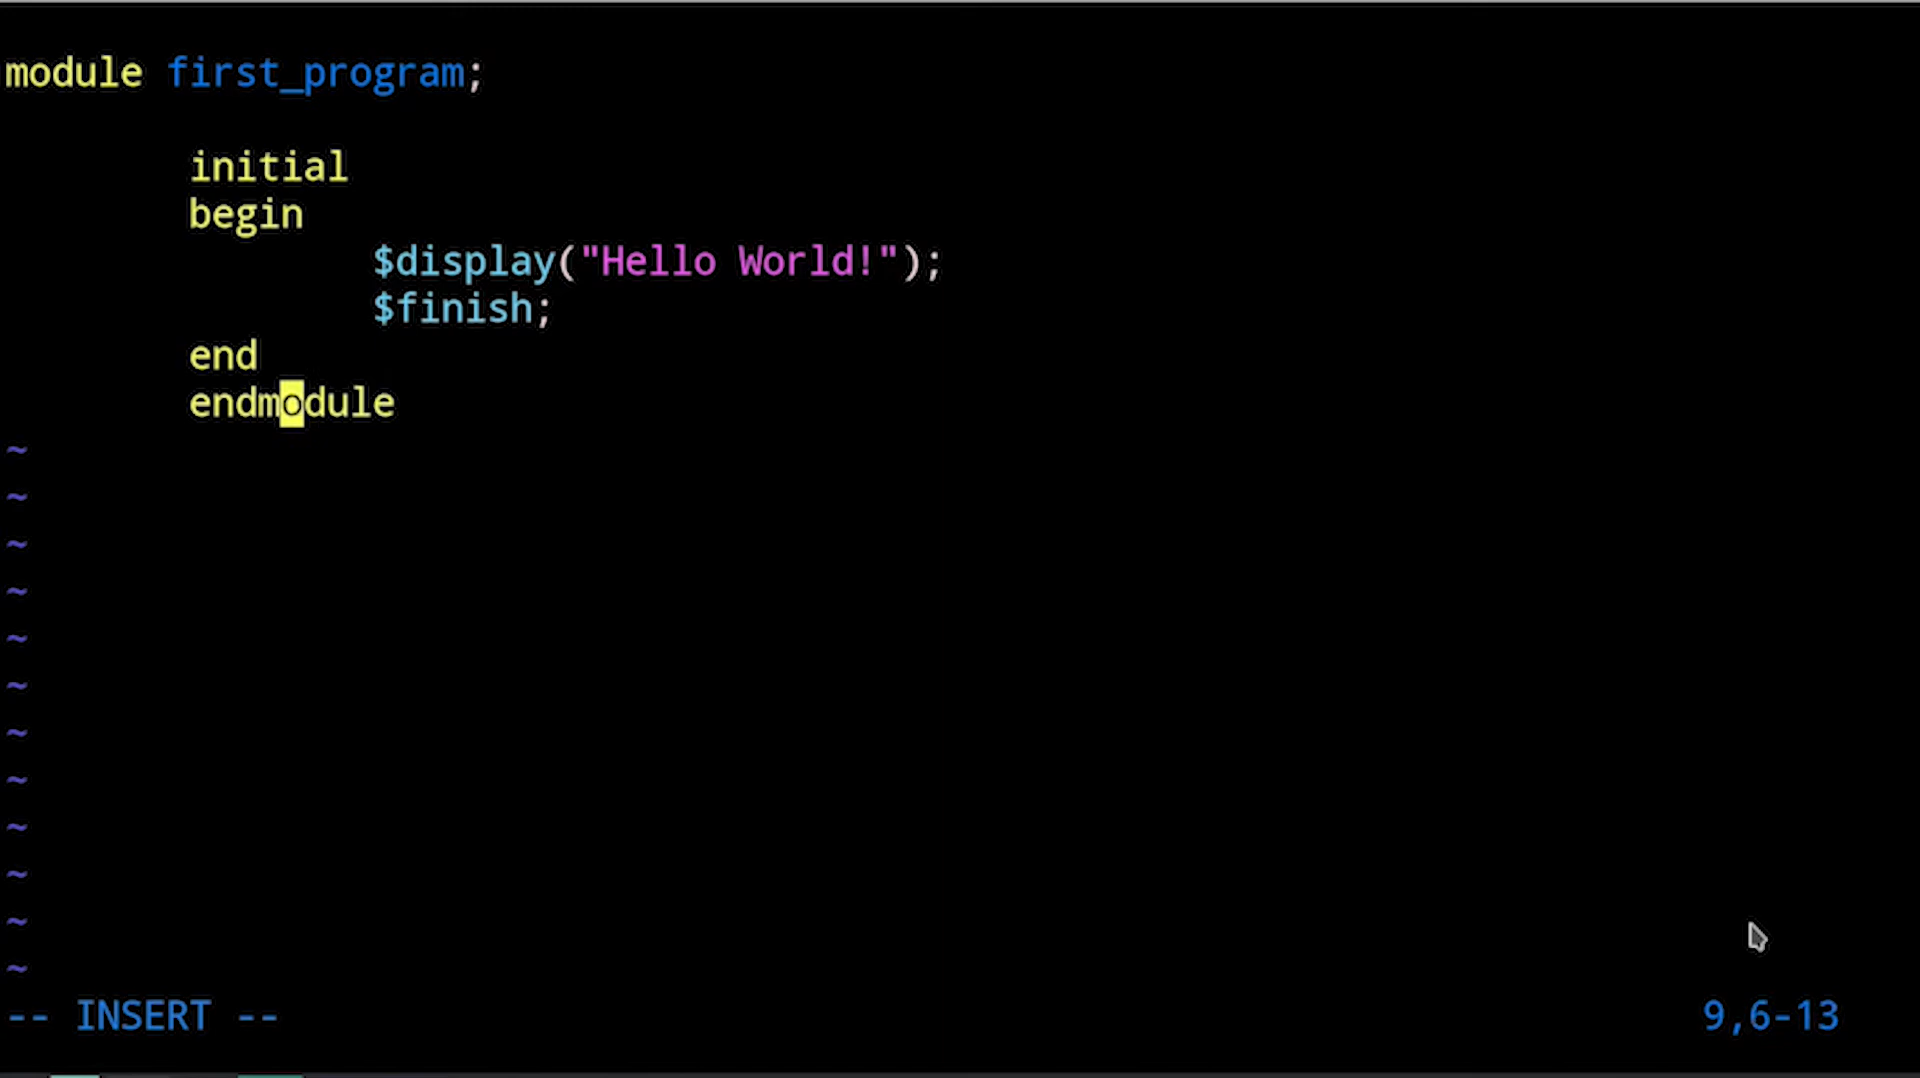 module first_program;
initial
begin
$display("Hello World!");
$finish;
end
endmodule
~
~
~
~
~
~
~
~
~
~
~
~
-- INSERT --
9,6-13